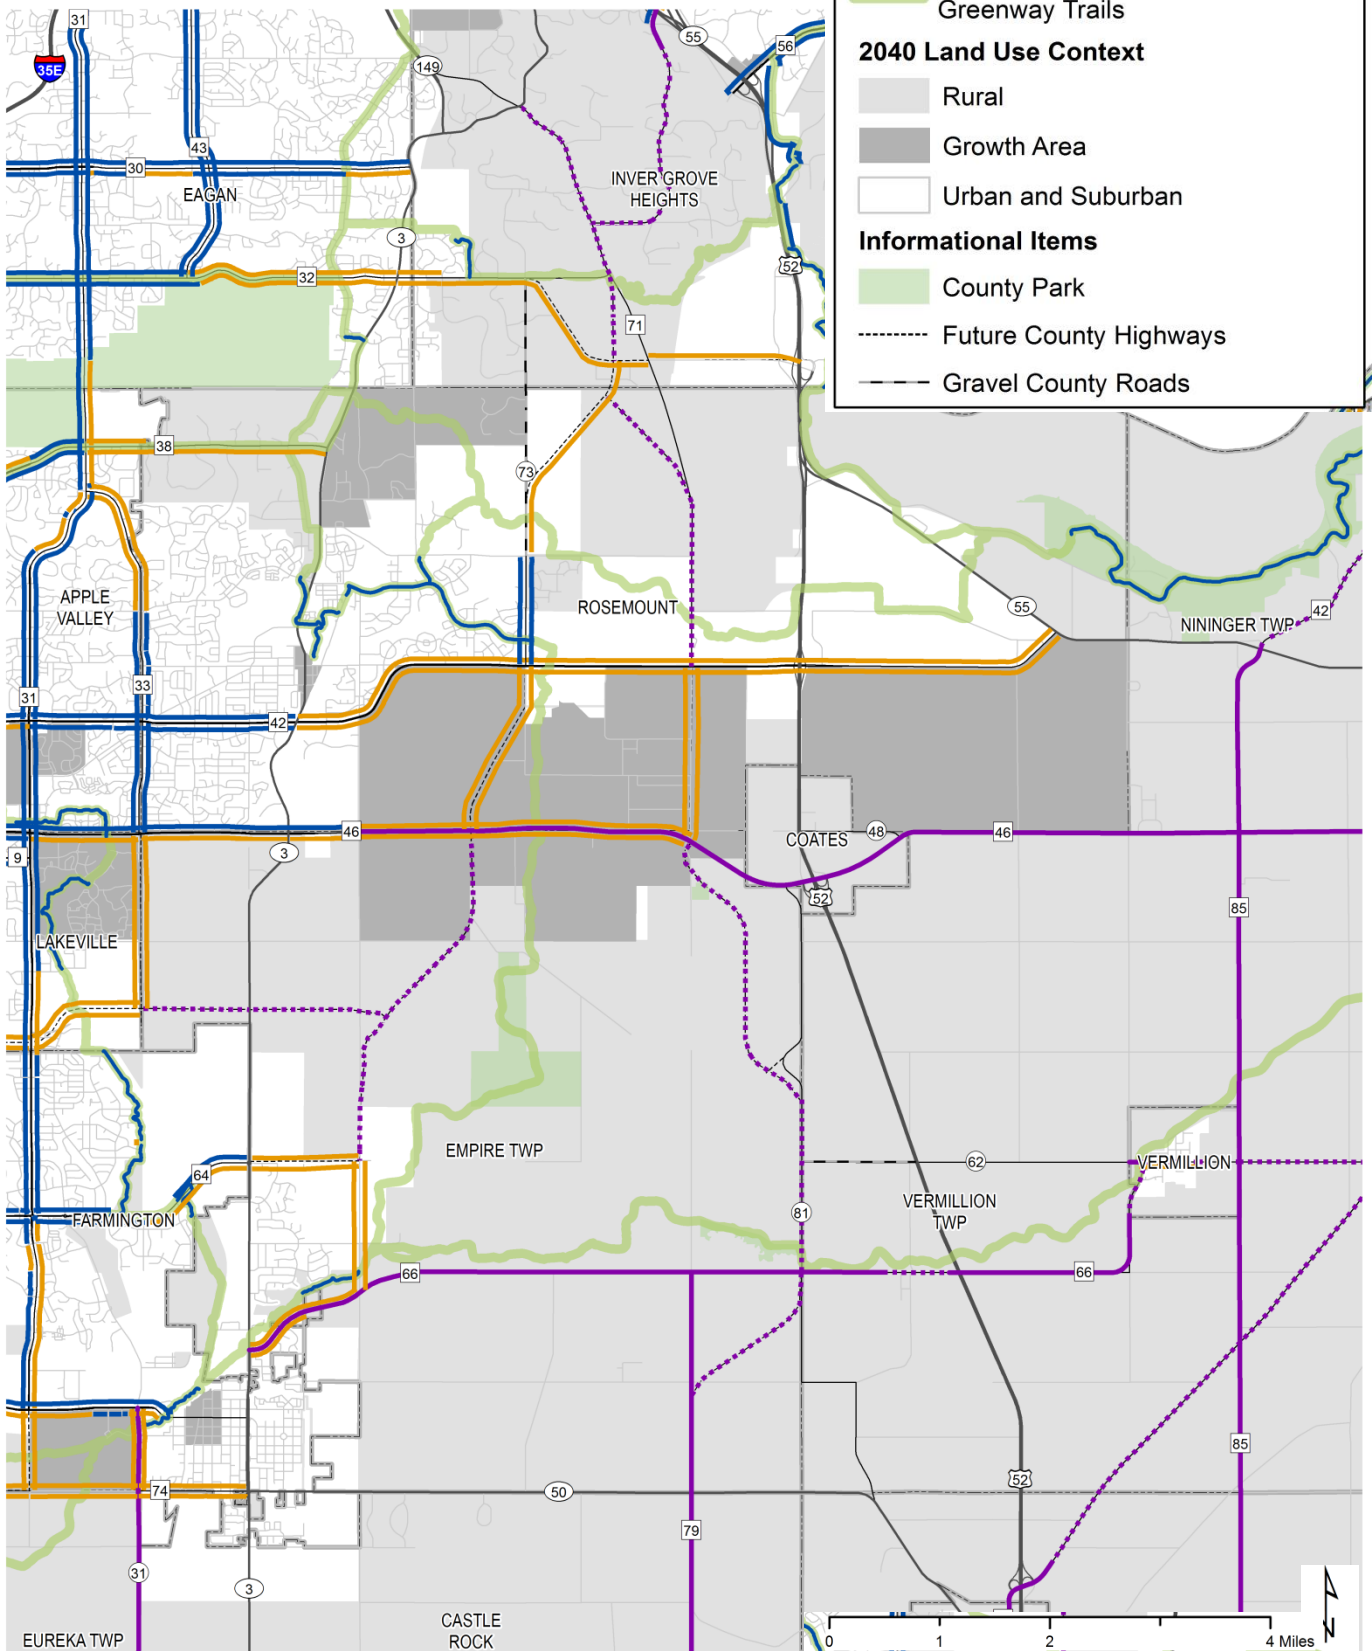 Greenway Trails
2040 Land Use Context
Rural
Growth Area
Urban and Suburban
Informational Items
County Park
Future County Highways
Gravel County Roads
31
55
56
35E
149
43
30
EAGAN
INVER GROVE
HEIGHTS
3
32
52
71
38
73
APPLE
VALLEY
ROSEMOUNT
55
42
NININGER TWP
31
33
42
46
COATES
48
46
3
9
52
85
LAKEVILLE
EMPIRE TWP
62
VERMILLION
64
VERMILLION
TWP
81
FARMINGTON
66
66
85
52
74
50
79
31
3
CASTLE
ROCK
EUREKA TWP
0
1
2
4 Miles
N